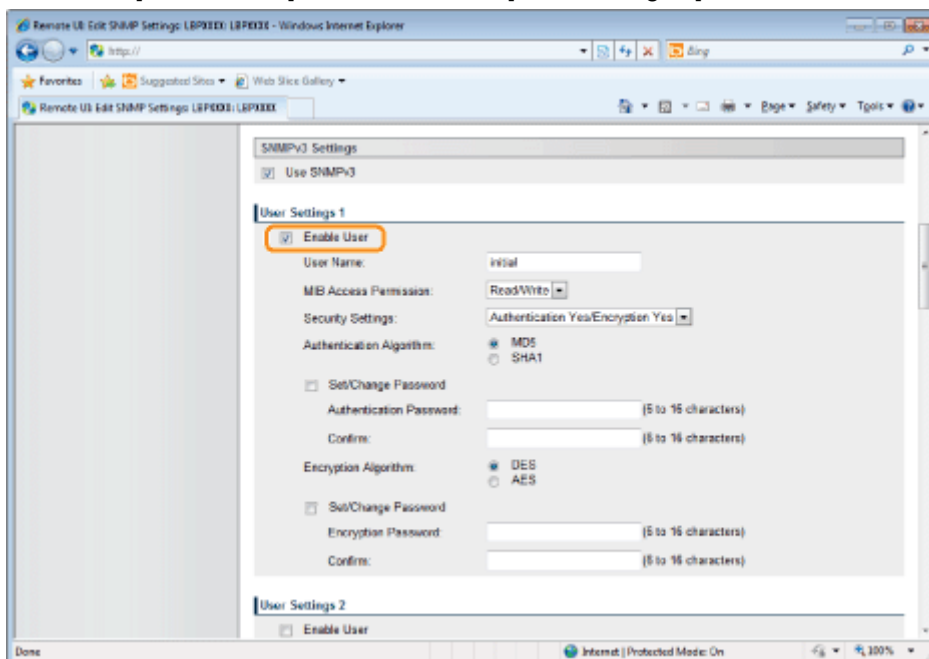 Remote UI: Edit SNMP Settings: LBPXXXX: LBPXXXX - Windows Internet Explorer
http://
Bing
Favorites Suggested Sites Web Slice Gallery
Remote UI: Edit SNMP Settings: LBPXXXX: LBPXXXX
Page Safety Tools
SNMPv3 Settings
Use SNMPv3
User Settings 1
Enable User
User Name: initial
MIB Access Permission: Read/Write
Security Settings: Authentication Yes/Encryption Yes
Authentication Algorithm: MD5
SHA1
Set/Change Password
Authentication Password: (6 to 16 characters)
Confirm: (6 to 16 characters)
Encryption Algorithm: DES
AES
Set/Change Password
Encryption Password: (6 to 16 characters)
Confirm: (6 to 16 characters)
User Settings 2
Enable User
Done Internet | Protected Mode: On 100%